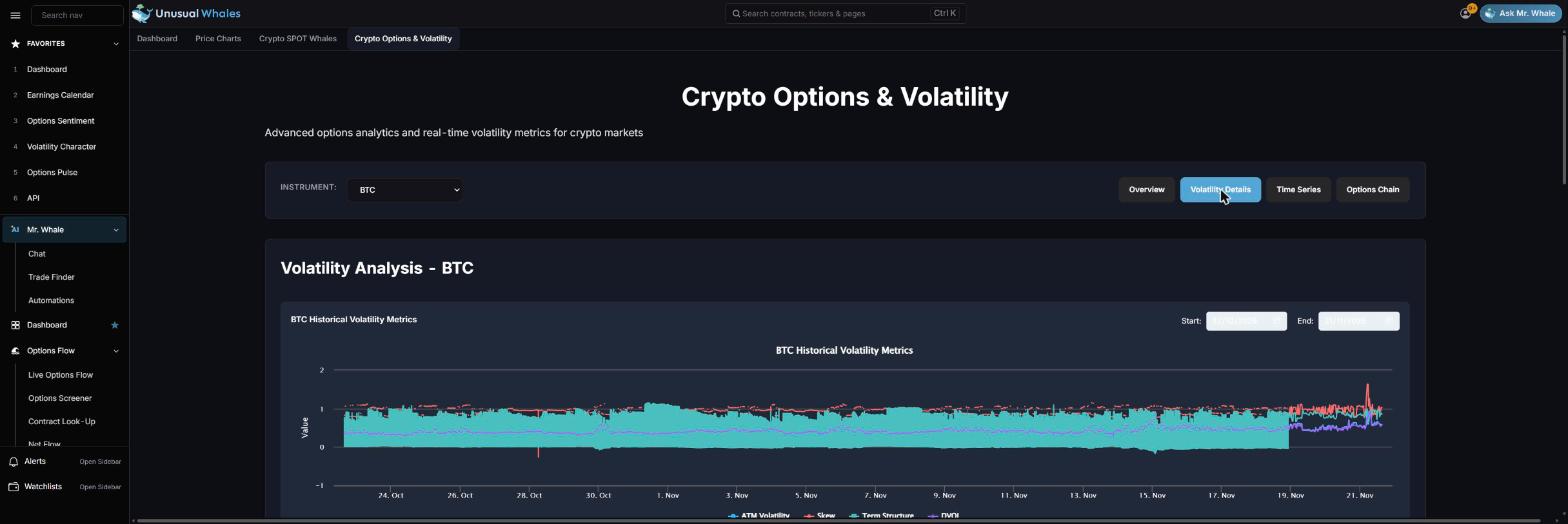 Search nav
Unusual Whales
Search contracts, tickers & pages
Ctrl K
9+
Ask Mr. Whale
Dashboard
Price Charts
Crypto SPOT Whales
Crypto Options & Volatility
FAVORITES
1 Dashboard
2 Earnings Calendar
3 Options Sentiment
4 Volatility Character
5 Options Pulse
6 API
AI Mr. Whale
Chat
Trade Finder
Automations
Dashboard
Options Flow
Live Options Flow
Options Screener
Contract Look-Up
Net Flow
Alerts Open Sidebar
Watchlists Open Sidebar
Crypto Options & Volatility
Advanced options analytics and real-time volatility metrics for crypto markets
INSTRUMENT: BTC
Overview
Volatility Details
Time Series
Options Chain
Volatility Analysis - BTC
BTC Historical Volatility Metrics
Start:
End:
BTC Historical Volatility Metrics
Value
2
1
0
-1
24. Oct 26. Oct 28. Oct 30. Oct 1. Nov 3. Nov 5. Nov 7. Nov 9. Nov 11. Nov 13. Nov 15. Nov 17. Nov 19. Nov 21. Nov
ATM Volatility Skew Term Structure DVOL